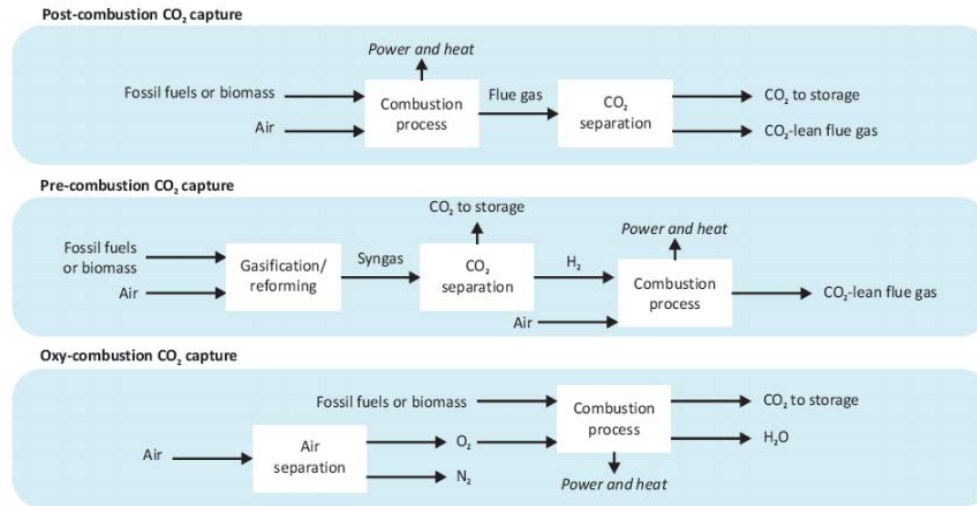 Post-combustion CO₂ capture
Power and heat
Fossil fuels or biomass
Air
Combustion
process
Flue gas
CO₂
separation
CO₂ to storage
CO₂-lean flue gas
Pre-combustion CO₂ capture
Fossil fuels
or biomass
Air
Gasification/
reforming
Syngas
CO₂ to storage
CO₂
separation
H₂
Air
Power and heat
Combustion
process
CO₂-lean flue gas
Oxy-combustion CO₂ capture
Fossil fuels or biomass
Air
Air
separation
O₂
N₂
Combustion
process
Power and heat
CO₂ to storage
H₂O